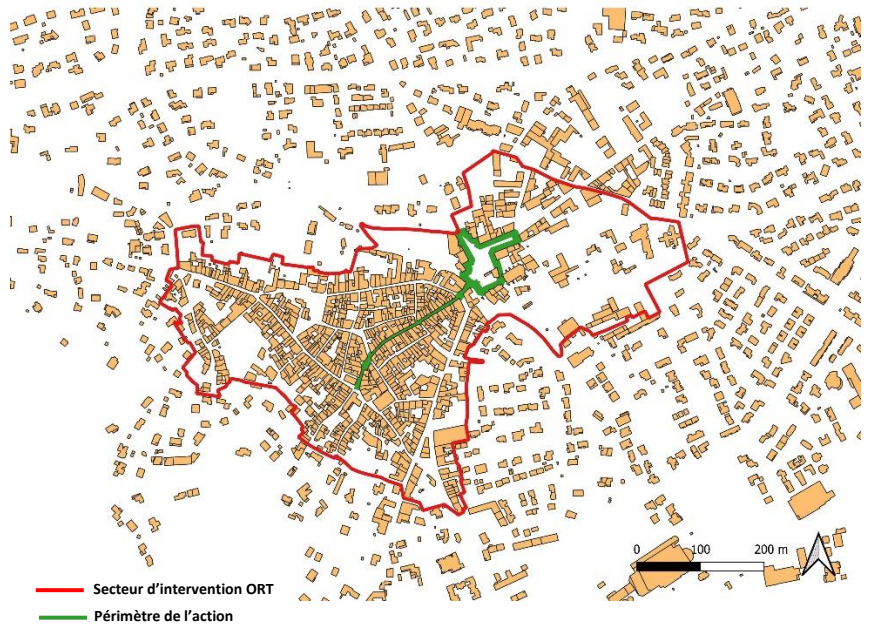 0 100 200 m
Secteur d’intervention ORT
Périmètre de l’action